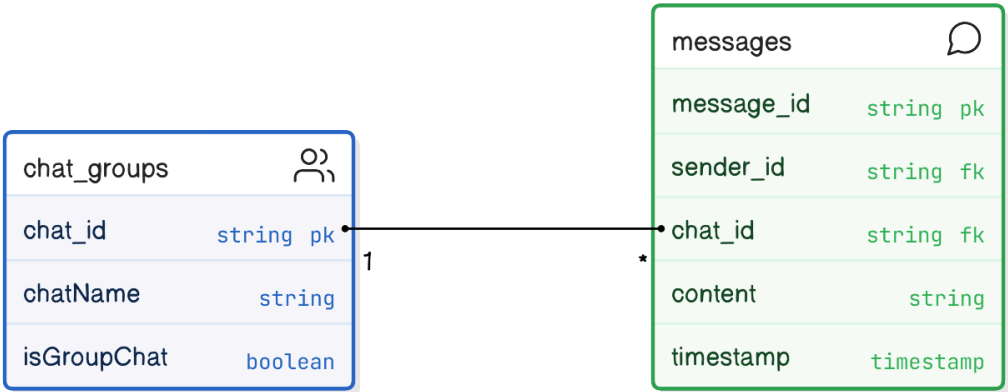 chat_groups
chat_id string pk
chatName string
isGroupChat boolean
1
*
messages
message_id string pk
sender_id string fk
chat_id string fk
content string
timestamp timestamp